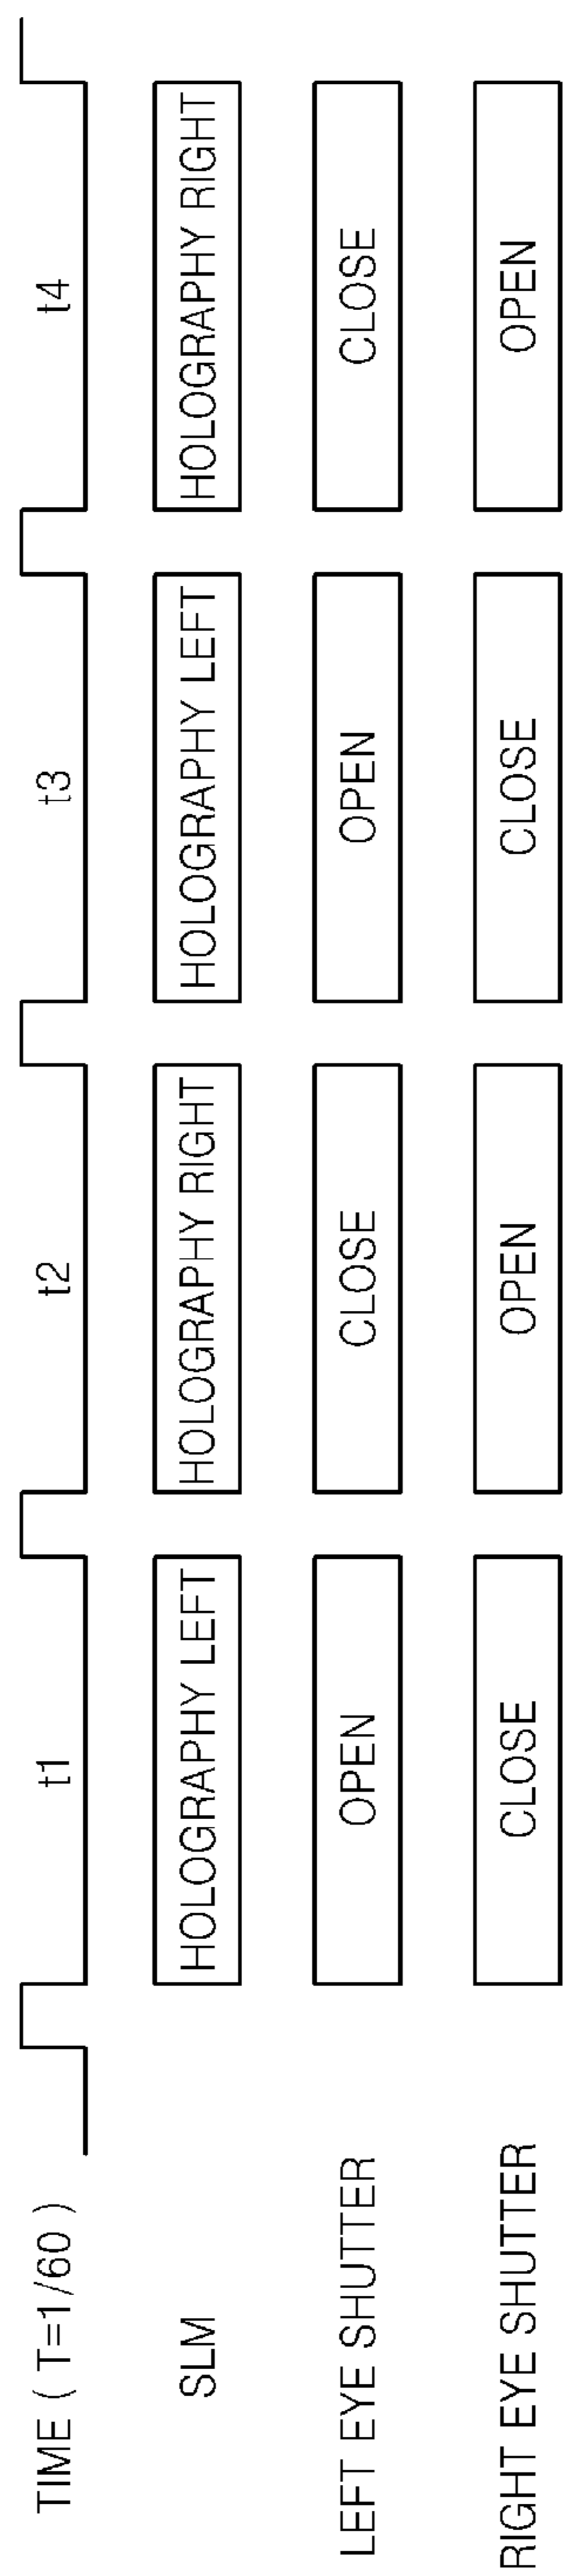 TIME ( T=1/60 ) t1 t2 t3 t4
SLM HOLOGRAPHY LEFT HOLOGRAPHY RIGHT HOLOGRAPHY LEFT HOLOGRAPHY RIGHT
LEFT EYE SHUTTER OPEN CLOSE OPEN CLOSE
RIGHT EYE SHUTTER CLOSE OPEN CLOSE OPEN